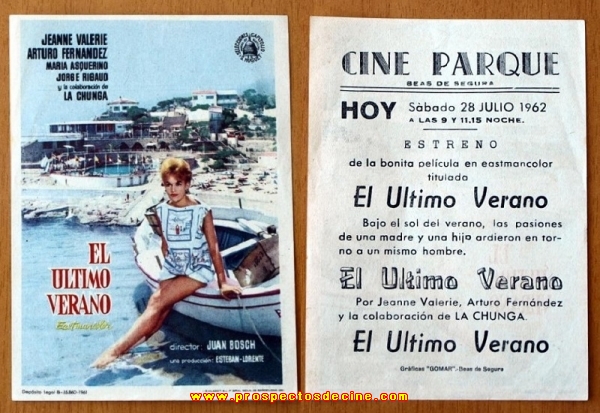 JEANNE VALERIE
ARTURO FERNANDEZ
MARIA ASQUERINO
JORGE RIGAUD
y la colaboración de
LA CHUNGA
EL
ULTIMO
VERANO
Eastmancolor
director: JUAN BOSCH
una producción: ESTEBAN-LORENTE
CINE PARQUE
BEAS DE SEGURA
HOY Sábado 28 JULIO 1962
A LAS 9 Y 11.15 NOCHE.
ESTRENO
de la bonita película en eastmancolor
titulada
El Ultimo Verano
Bajo el sol del verano, las pasiones
de una madre y una hija ardieron en tor-
no a un mismo hombre.
El Ultimo Verano
Por Jeanne Valerie, Arturo Fernández
y la colaboración de LA CHUNGA.
El Ultimo Verano
Gráficas "GOMAR"-Beas de Segura
www.prospectosdecine.com